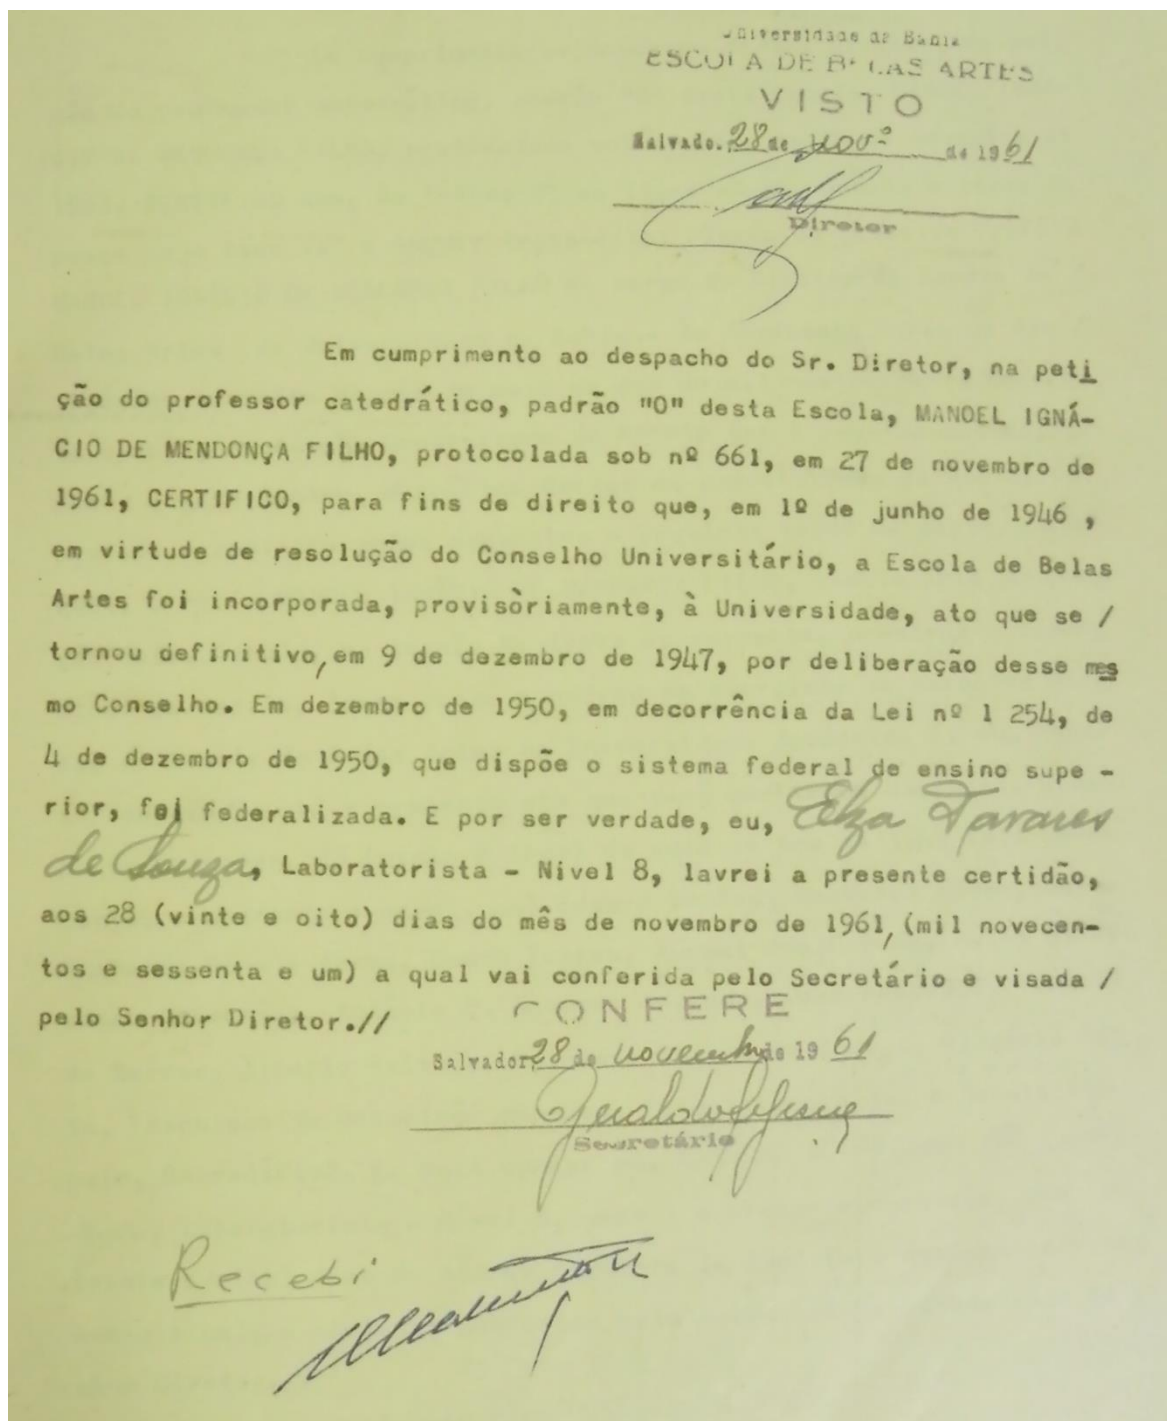 Universidade da Bahia
ESCOLA DE BELAS ARTES
VISTO
Salvado. 28 de novº de 1961
Diretor
Em cumprimento ao despacho do Sr. Diretor, na peti
ção do professor catedrático, padrão "O" desta Escola, MANOEL IGNÁ-
CIO DE MENDONÇA FILHO, protocolada sob nº 661, em 27 de novembro de
1961, CERTIFICO, para fins de direito que, em 1º de junho de 1946 ,
em virtude de resolução do Conselho Universitário, a Escola de Belas
Artes foi incorporada, provisòriamente, à Universidade, ato que se /
tornou definitivo, em 9 de dezembro de 1947, por deliberação desse mes
mo Conselho. Em dezembro de 1950, em decorrência da Lei nº 1 254, de
4 de dezembro de 1950, que dispõe o sistema federal de ensino supe -
rior, foi federalizada. E por ser verdade, eu, Elza Tavares
de Souza, Laboratorista - Nivel 8, lavrei a presente certidão,
aos 28 (vinte e oito) dias do mês de novembro de 1961, (mil novecen-
tos e sessenta e um) a qual vai conferida pelo Secretário e visada /
pelo Senhor Diretor.//
CONFERE
Salvador, 28 de novembro de 19 61
Geraldo
Secretário
Recebi